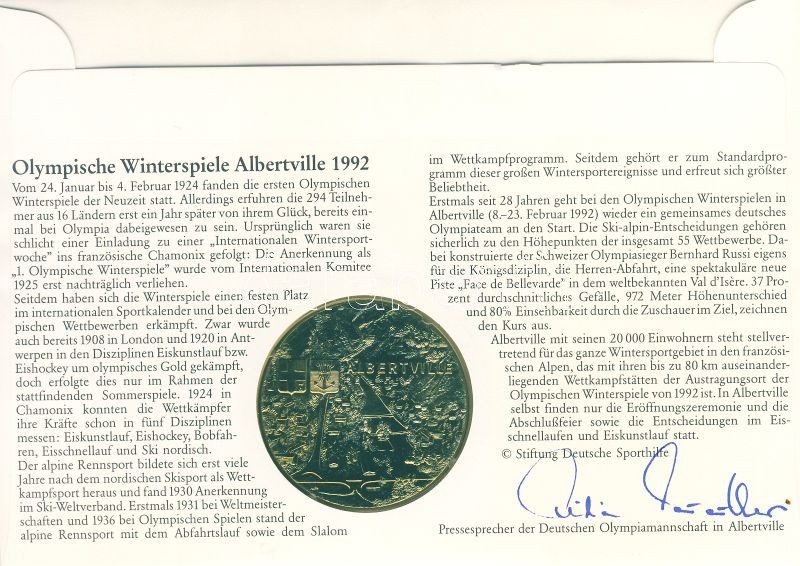 Olympische Winterspiele Albertville 1992
Vom 24. Januar bis 4. Februar 1924 fanden die ersten Olympischen
Winterspiele der Neuzeit statt. Allerdings erfuhren die 294 Teilneh-
mer aus 16 Ländern erst ein Jahr später von ihrem Glück, bereits ein-
mal bei Olympia dabeigewesen zu sein. Ursprünglich waren sie
schlicht einer Einladung zu einer „Internationalen Wintersport-
woche" ins französische Chamonix gefolgt: Die Anerkennung als
„1. Olympische Winterspiele" wurde vom Internationalen Komitee
1925 erst nachträglich verliehen.
Seitdem haben sich die Winterspiele einen festen Platz
im internationalen Sportkalender und bei den Olym-
pischen Wettbewerben erkämpft. Zwar wurde
auch bereits 1908 in London und 1920 in Ant-
werpen in den Disziplinen Eiskunstlauf bzw.
Eishockey um olympisches Gold gekämpft,
doch erfolgte dies nur im Rahmen der
stattfindenden Sommerspiele. 1924 in
Chamonix konnten die Wettkämpfer
ihre Kräfte schon in fünf Disziplinen
messen: Eiskunstlauf, Eishockey, Bobfah-
ren, Eisschnellauf und Ski nordisch.
Der alpine Rennsport bildete sich erst viele
Jahre nach dem nordischen Skisport als Wett-
kampfsport heraus und fand 1930 Anerkennung
im Ski-Weltverband. Erstmals 1931 bei Weltmeister-
schaften und 1936 bei Olympischen Spielen stand der
alpine Rennsport mit dem Abfahrtslauf sowie dem Slalom
im Wettkampfprogramm. Seitdem gehört er zum Standardpro-
gramm dieser großen Wintersportereignisse und erfreut sich größter
Beliebtheit.
Erstmals seit 28 Jahren geht bei den Olympischen Winterspielen in
Albertville (8.–23. Februar 1992) wieder ein gemeinsames deutsches
Olympiateam an den Start. Die Ski-alpin-Entscheidungen gehören
sicherlich zu den Höhepunkten der insgesamt 55 Wettbewerbe. Da-
bei konstruierte der Schweizer Olympiasieger Bernhard Russi eigens
für die Königsdisziplin, die Herren-Abfahrt, eine spektakuläre neue
Piste „Face de Bellevarde" in dem weltbekannten Val d'Isère. 37 Pro-
zent durchschnittliches Gefälle, 972 Meter Höhenunterschied
und 80% Einsehbarkeit durch die Zuschauer im Ziel, zeichnen
den Kurs aus.
Albertville mit seinen 20 000 Einwohnern steht stellver-
tretend für das ganze Wintersportgebiet in den französi-
schen Alpen, das mit ihren bis zu 80 km auseinander-
liegenden Wettkampfstätten der Austragungsort der
Olympischen Winterspiele von 1992 ist. In Albertville
selbst finden nur die Eröffnungszeremonie und die
Abschlußfeier sowie die Entscheidungen im Eis-
schnellaufen und Eiskunstlauf statt.
© Stiftung Deutsche Sporthilfe
Pressesprecher der Deutschen Olympiamannschaft in Albertville
ALBERTVILLE